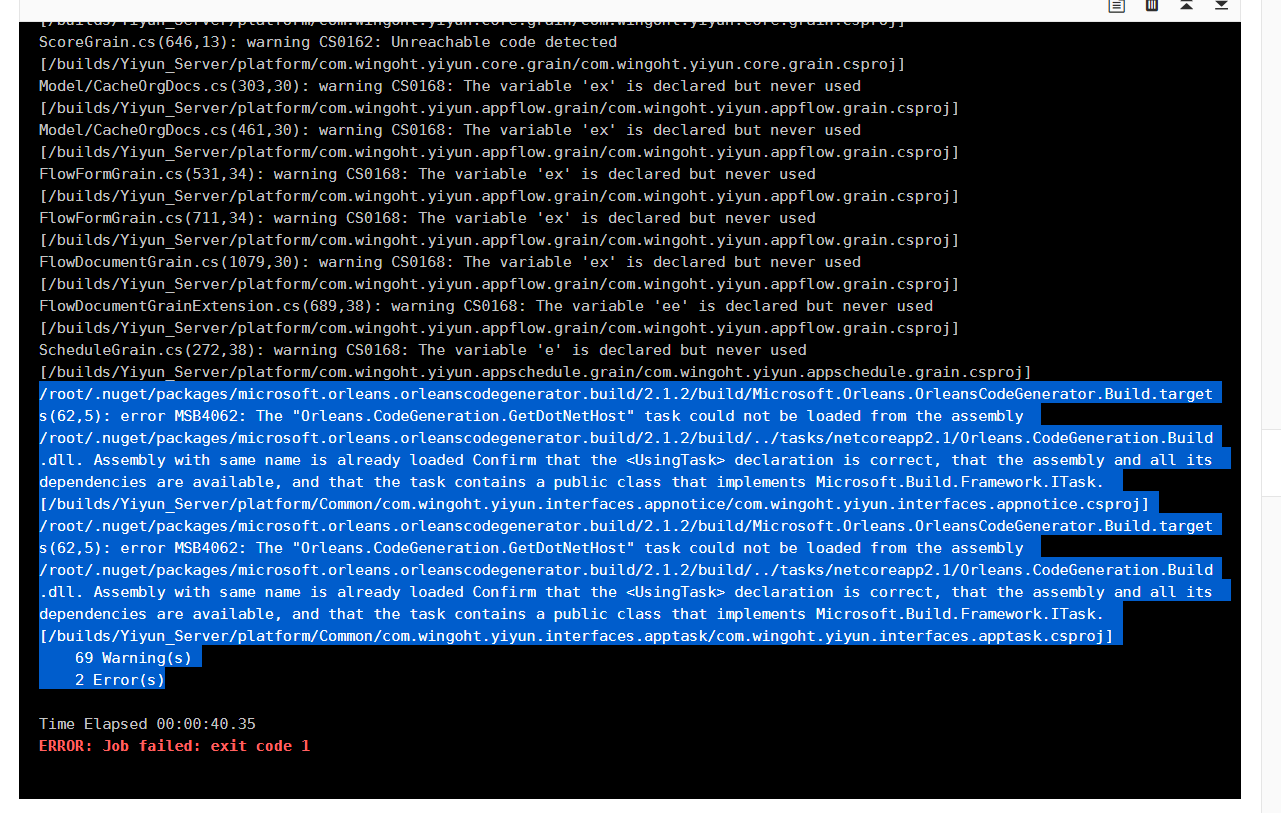 [/builds/Yiyun_Server/platform/com.wingoht.yiyun.core.grain/com.wingoht.yiyun.core.grain.csproj]
ScoreGrain.cs(646,13): warning CS0162: Unreachable code detected
[/builds/Yiyun_Server/platform/com.wingoht.yiyun.core.grain/com.wingoht.yiyun.core.grain.csproj]
Model/CacheOrgDocs.cs(303,30): warning CS0168: The variable 'ex' is declared but never used
[/builds/Yiyun_Server/platform/com.wingoht.yiyun.appflow.grain/com.wingoht.yiyun.appflow.grain.csproj]
Model/CacheOrgDocs.cs(461,30): warning CS0168: The variable 'ex' is declared but never used
[/builds/Yiyun_Server/platform/com.wingoht.yiyun.appflow.grain/com.wingoht.yiyun.appflow.grain.csproj]
FlowFormGrain.cs(531,34): warning CS0168: The variable 'ex' is declared but never used
[/builds/Yiyun_Server/platform/com.wingoht.yiyun.appflow.grain/com.wingoht.yiyun.appflow.grain.csproj]
FlowFormGrain.cs(711,34): warning CS0168: The variable 'ex' is declared but never used
[/builds/Yiyun_Server/platform/com.wingoht.yiyun.appflow.grain/com.wingoht.yiyun.appflow.grain.csproj]
FlowDocumentGrain.cs(1079,30): warning CS0168: The variable 'ex' is declared but never used
[/builds/Yiyun_Server/platform/com.wingoht.yiyun.appflow.grain/com.wingoht.yiyun.appflow.grain.csproj]
FlowDocumentGrainExtension.cs(689,38): warning CS0168: The variable 'ee' is declared but never used
[/builds/Yiyun_Server/platform/com.wingoht.yiyun.appflow.grain/com.wingoht.yiyun.appflow.grain.csproj]
ScheduleGrain.cs(272,38): warning CS0168: The variable 'e' is declared but never used
[/builds/Yiyun_Server/platform/com.wingoht.yiyun.appschedule.grain/com.wingoht.yiyun.appschedule.grain.csproj]
/root/.nuget/packages/microsoft.orleans.orleanscodegenerator.build/2.1.2/build/Microsoft.Orleans.OrleansCodeGenerator.Build.target
s(62,5): error MSB4062: The "Orleans.CodeGeneration.GetDotNetHost" task could not be loaded from the assembly
/root/.nuget/packages/microsoft.orleans.orleanscodegenerator.build/2.1.2/build/../tasks/netcoreapp2.1/Orleans.CodeGeneration.Build
.dll. Assembly with same name is already loaded Confirm that the <UsingTask> declaration is correct, that the assembly and all its
dependencies are available, and that the task contains a public class that implements Microsoft.Build.Framework.ITask.
[/builds/Yiyun_Server/platform/Common/com.wingoht.yiyun.interfaces.appnotice/com.wingoht.yiyun.interfaces.appnotice.csproj]
/root/.nuget/packages/microsoft.orleans.orleanscodegenerator.build/2.1.2/build/Microsoft.Orleans.OrleansCodeGenerator.Build.target
s(62,5): error MSB4062: The "Orleans.CodeGeneration.GetDotNetHost" task could not be loaded from the assembly
/root/.nuget/packages/microsoft.orleans.orleanscodegenerator.build/2.1.2/build/../tasks/netcoreapp2.1/Orleans.CodeGeneration.Build
.dll. Assembly with same name is already loaded Confirm that the <UsingTask> declaration is correct, that the assembly and all its
dependencies are available, and that the task contains a public class that implements Microsoft.Build.Framework.ITask.
[/builds/Yiyun_Server/platform/Common/com.wingoht.yiyun.interfaces.apptask/com.wingoht.yiyun.interfaces.apptask.csproj]
69 Warning(s)
2 Error(s)
Time Elapsed 00:00:40.35
ERROR: Job failed: exit code 1